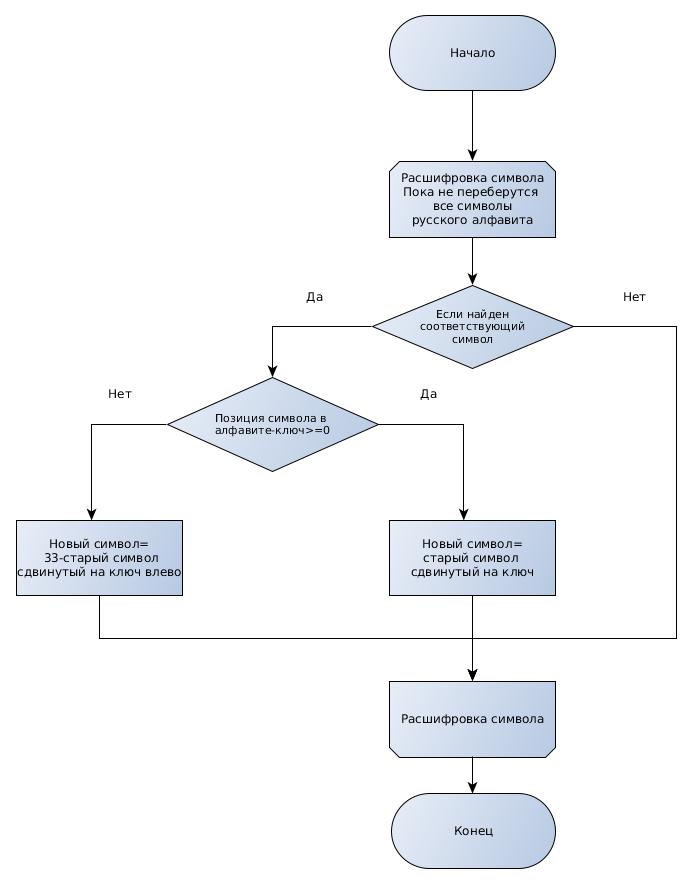 Начало
Расшифровка символа
Пока не переберутся
все символы
русского алфавита
Да
Нет
Если найден
соответствующий
символ
Нет
Да
Позиция символа в
алфавите-ключ>=0
Новый символ=
33-старый символ
сдвинутый на ключ влево
Новый символ=
старый символ
сдвинутый на ключ
Расшифровка символа
Конец